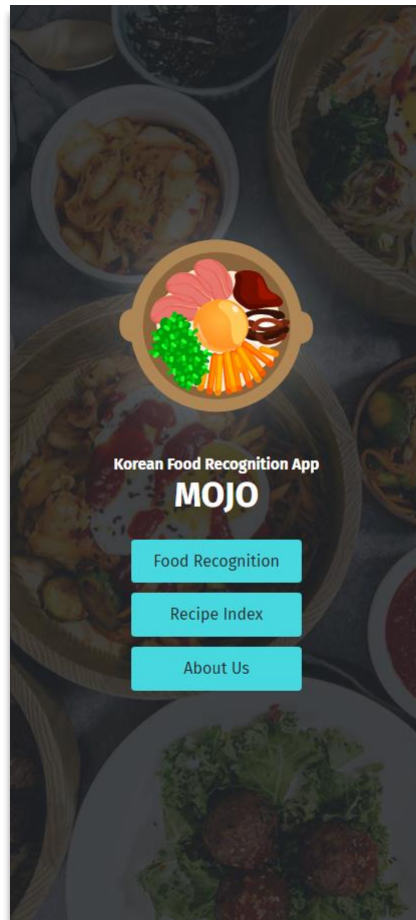 Korean Food Recognition App
MOJO
Food Recognition
Recipe Index
About Us